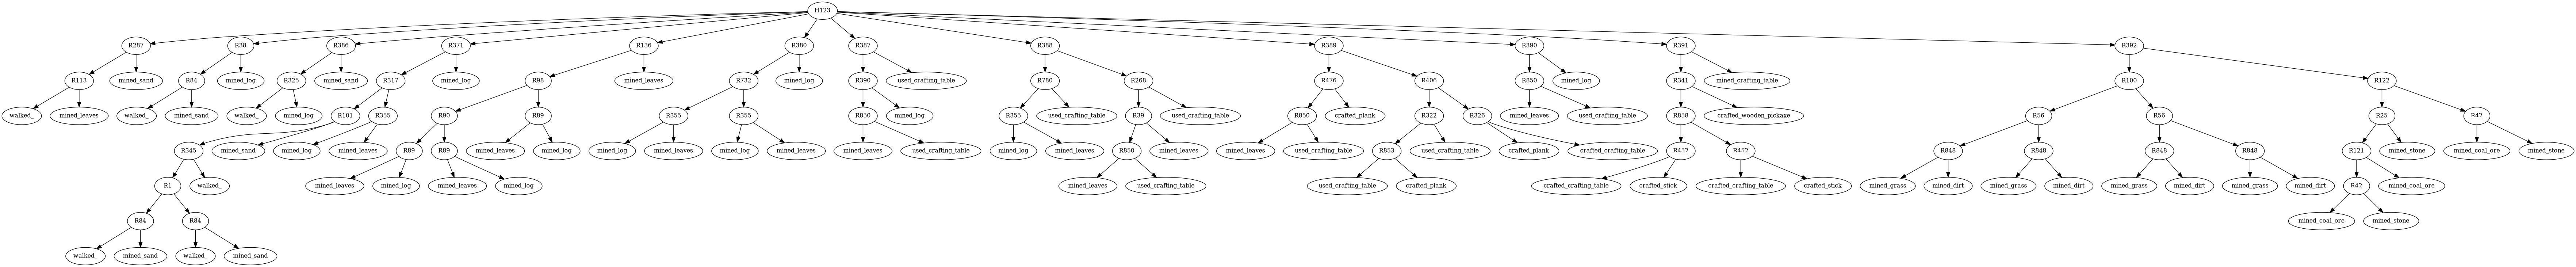 H123
R287 R38 R386 R371 R136 R380 R387 R388 R389 R390 R391 R392
R113 mined_sand R84 mined_log R325 mined_sand R317 mined_log R98 mined_leaves R732 mined_log R390 used_crafting_table R780 R268 R476 R406 R850 mined_log R341 mined_crafting_table R100 R122
walked_ mined_leaves walked_ mined_sand walked_ mined_log R101 R355 R90 R89 R355 R355 R850 mined_log R355 used_crafting_table R39 used_crafting_table R850 crafted_plank R322 R326 mined_leaves used_crafting_table R858 crafted_wooden_pickaxe R56 R56 R25 R42
R345 mined_sand mined_log mined_leaves R89 R89 mined_leaves mined_log mined_log mined_leaves mined_log mined_leaves mined_leaves used_crafting_table mined_log mined_leaves R850 mined_leaves mined_leaves used_crafting_table R853 used_crafting_table crafted_plank crafted_crafting_table R452 R452 R848 R848 R848 R848 R121 mined_stone mined_coal_ore mined_stone
R1 walked_ mined_leaves mined_log mined_leaves mined_log mined_leaves used_crafting_table used_crafting_table crafted_plank crafted_crafting_table crafted_stick crafted_crafting_table crafted_stick mined_grass mined_dirt mined_grass mined_dirt mined_grass mined_dirt mined_grass mined_dirt R42 mined_coal_ore
R84 R84 mined_coal_ore mined_stone
walked_ mined_sand walked_ mined_sand